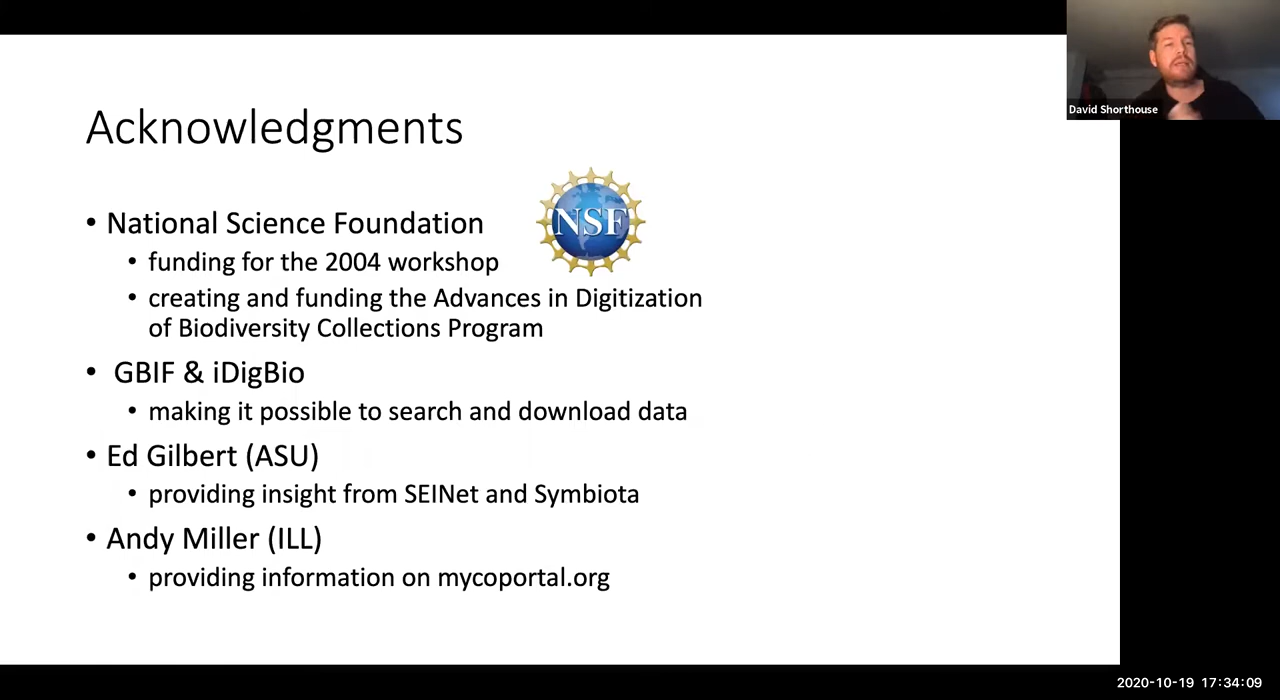 David Shorthouse
Acknowledgments
• National Science Foundation
NSF
• funding for the 2004 workshop
• creating and funding the Advances in Digitization
of Biodiversity Collections Program
• GBIF & iDigBio
• making it possible to search and download data
• Ed Gilbert (ASU)
• providing insight from SEINet and Symbiota
• Andy Miller (ILL)
• providing information on mycoportal.org
2020-10-19 17:34:09